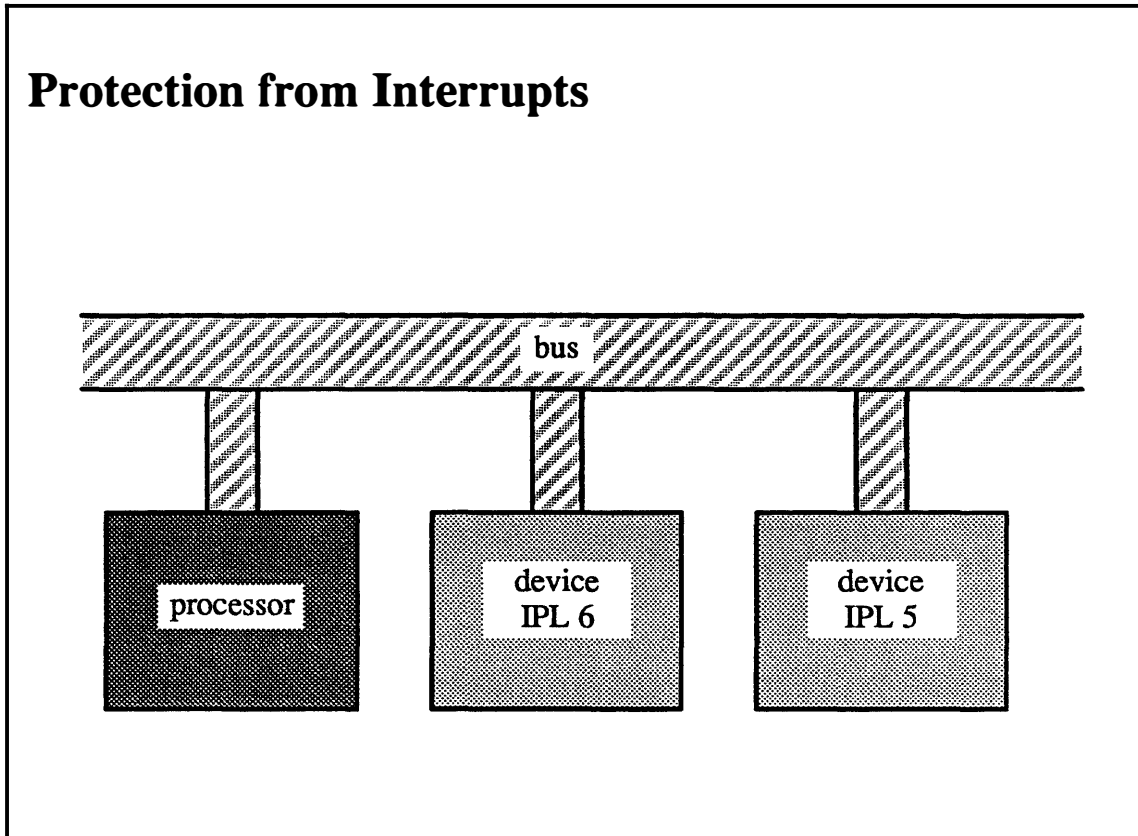 Protection from Interrupts
bus
processor
device
IPL 6
device
IPL 5